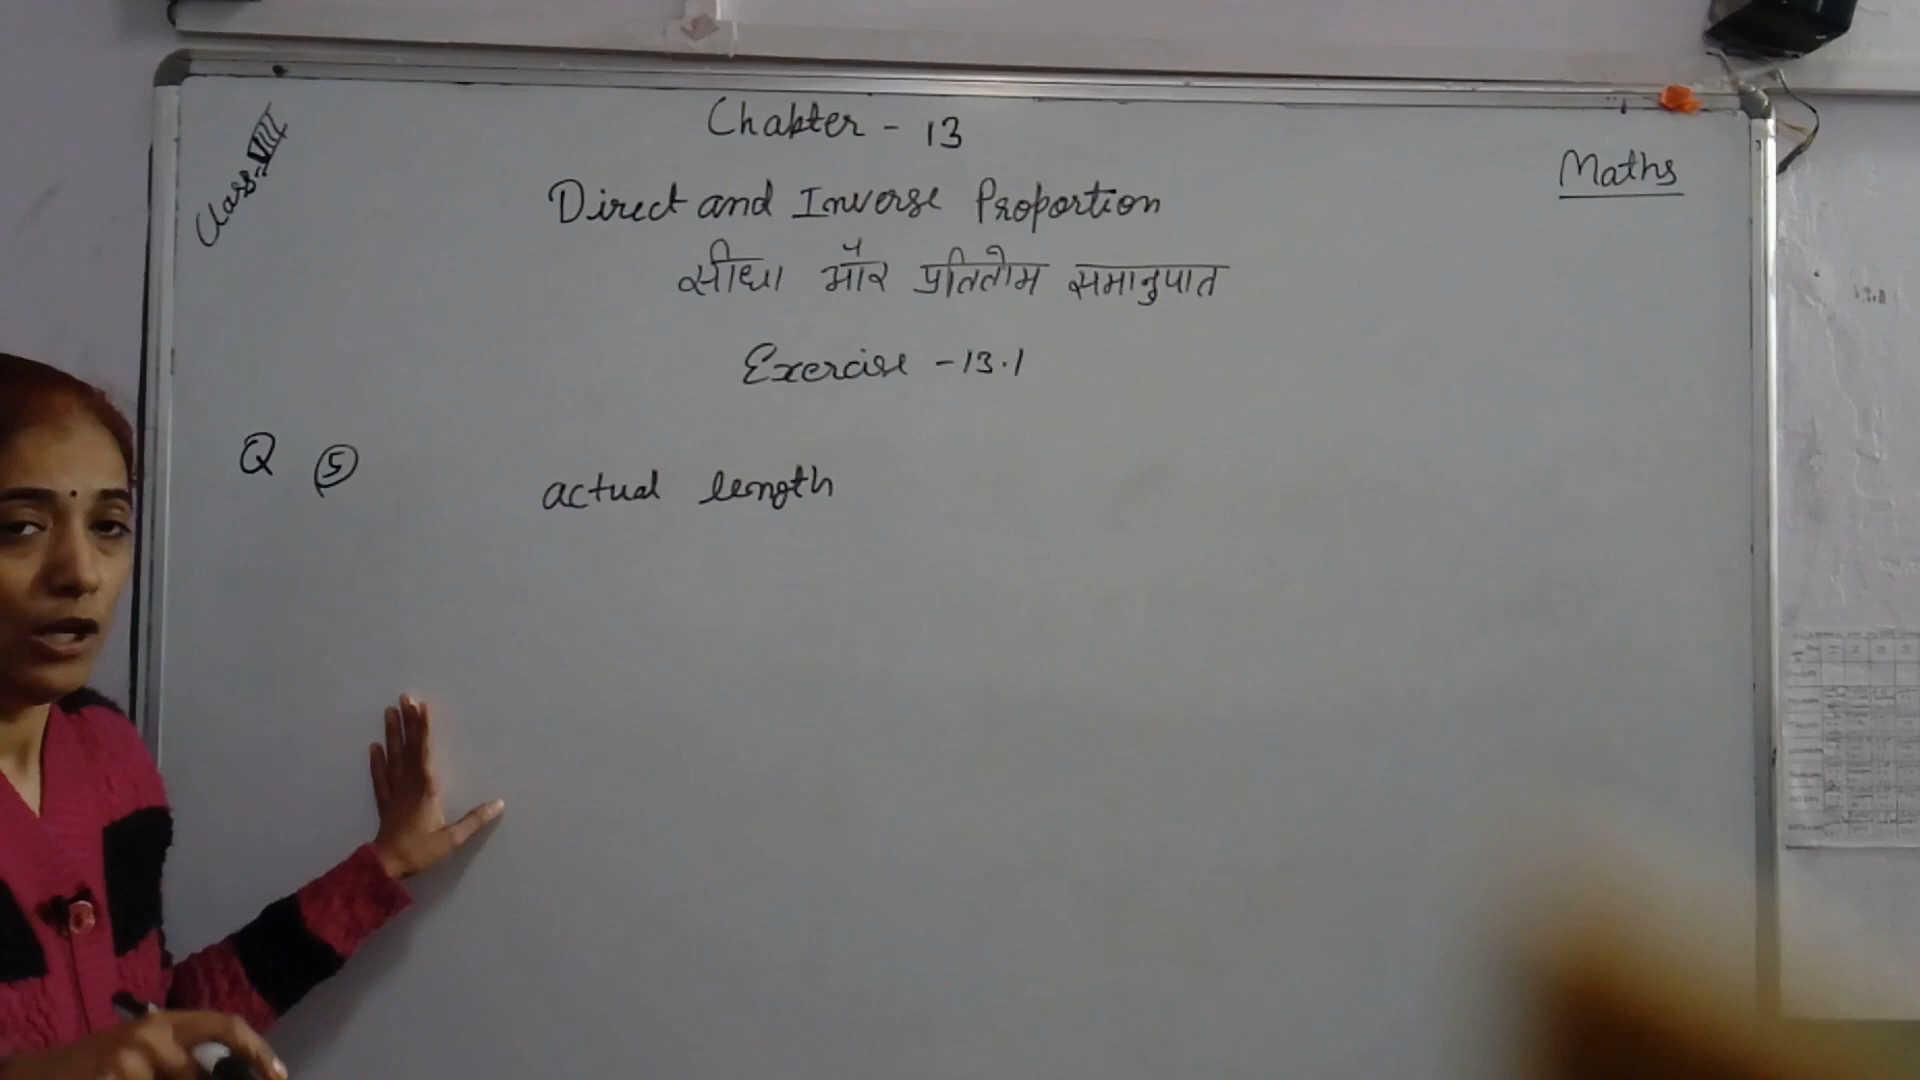 Class-VIII
Chapter - 13
Maths
Direct and Inverse Proportion
सीधा और प्रतिलोम समानुपात
Exercise - 13.1
Q 5
actual length